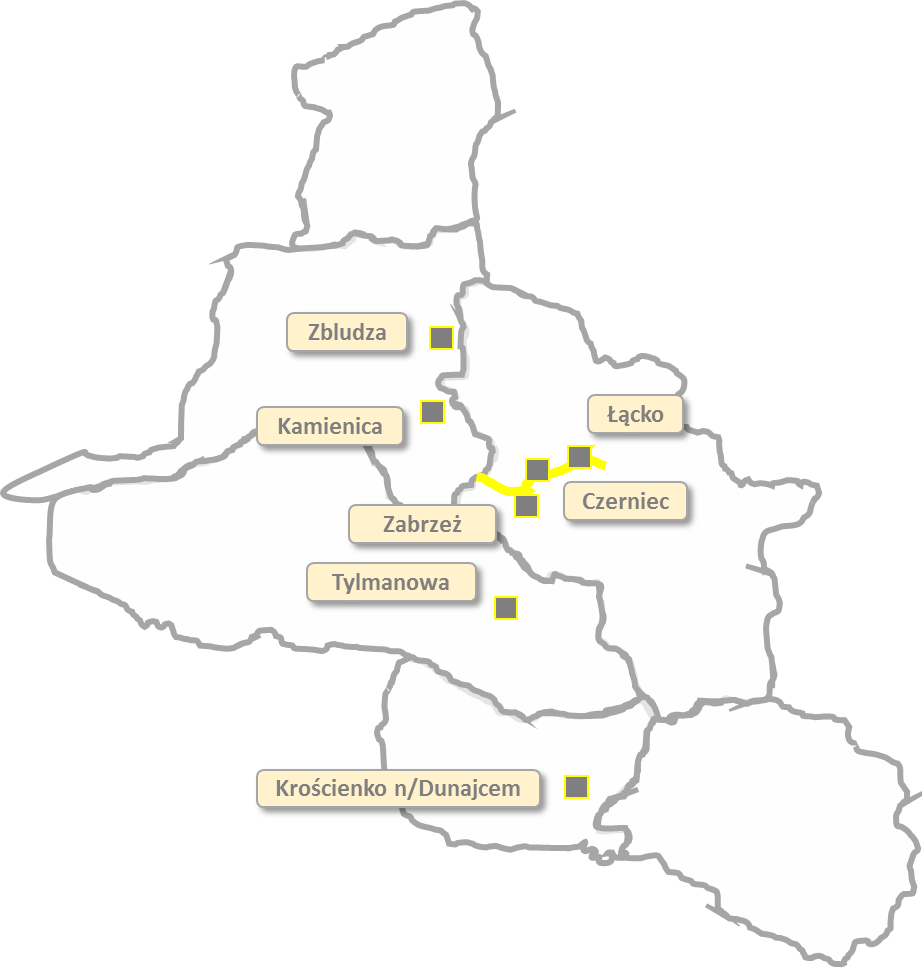 Zbludza
Łącko
Kamienica
Czerniec
Zabrzeż
Tylmanowa
Krościenko n/Dunajcem